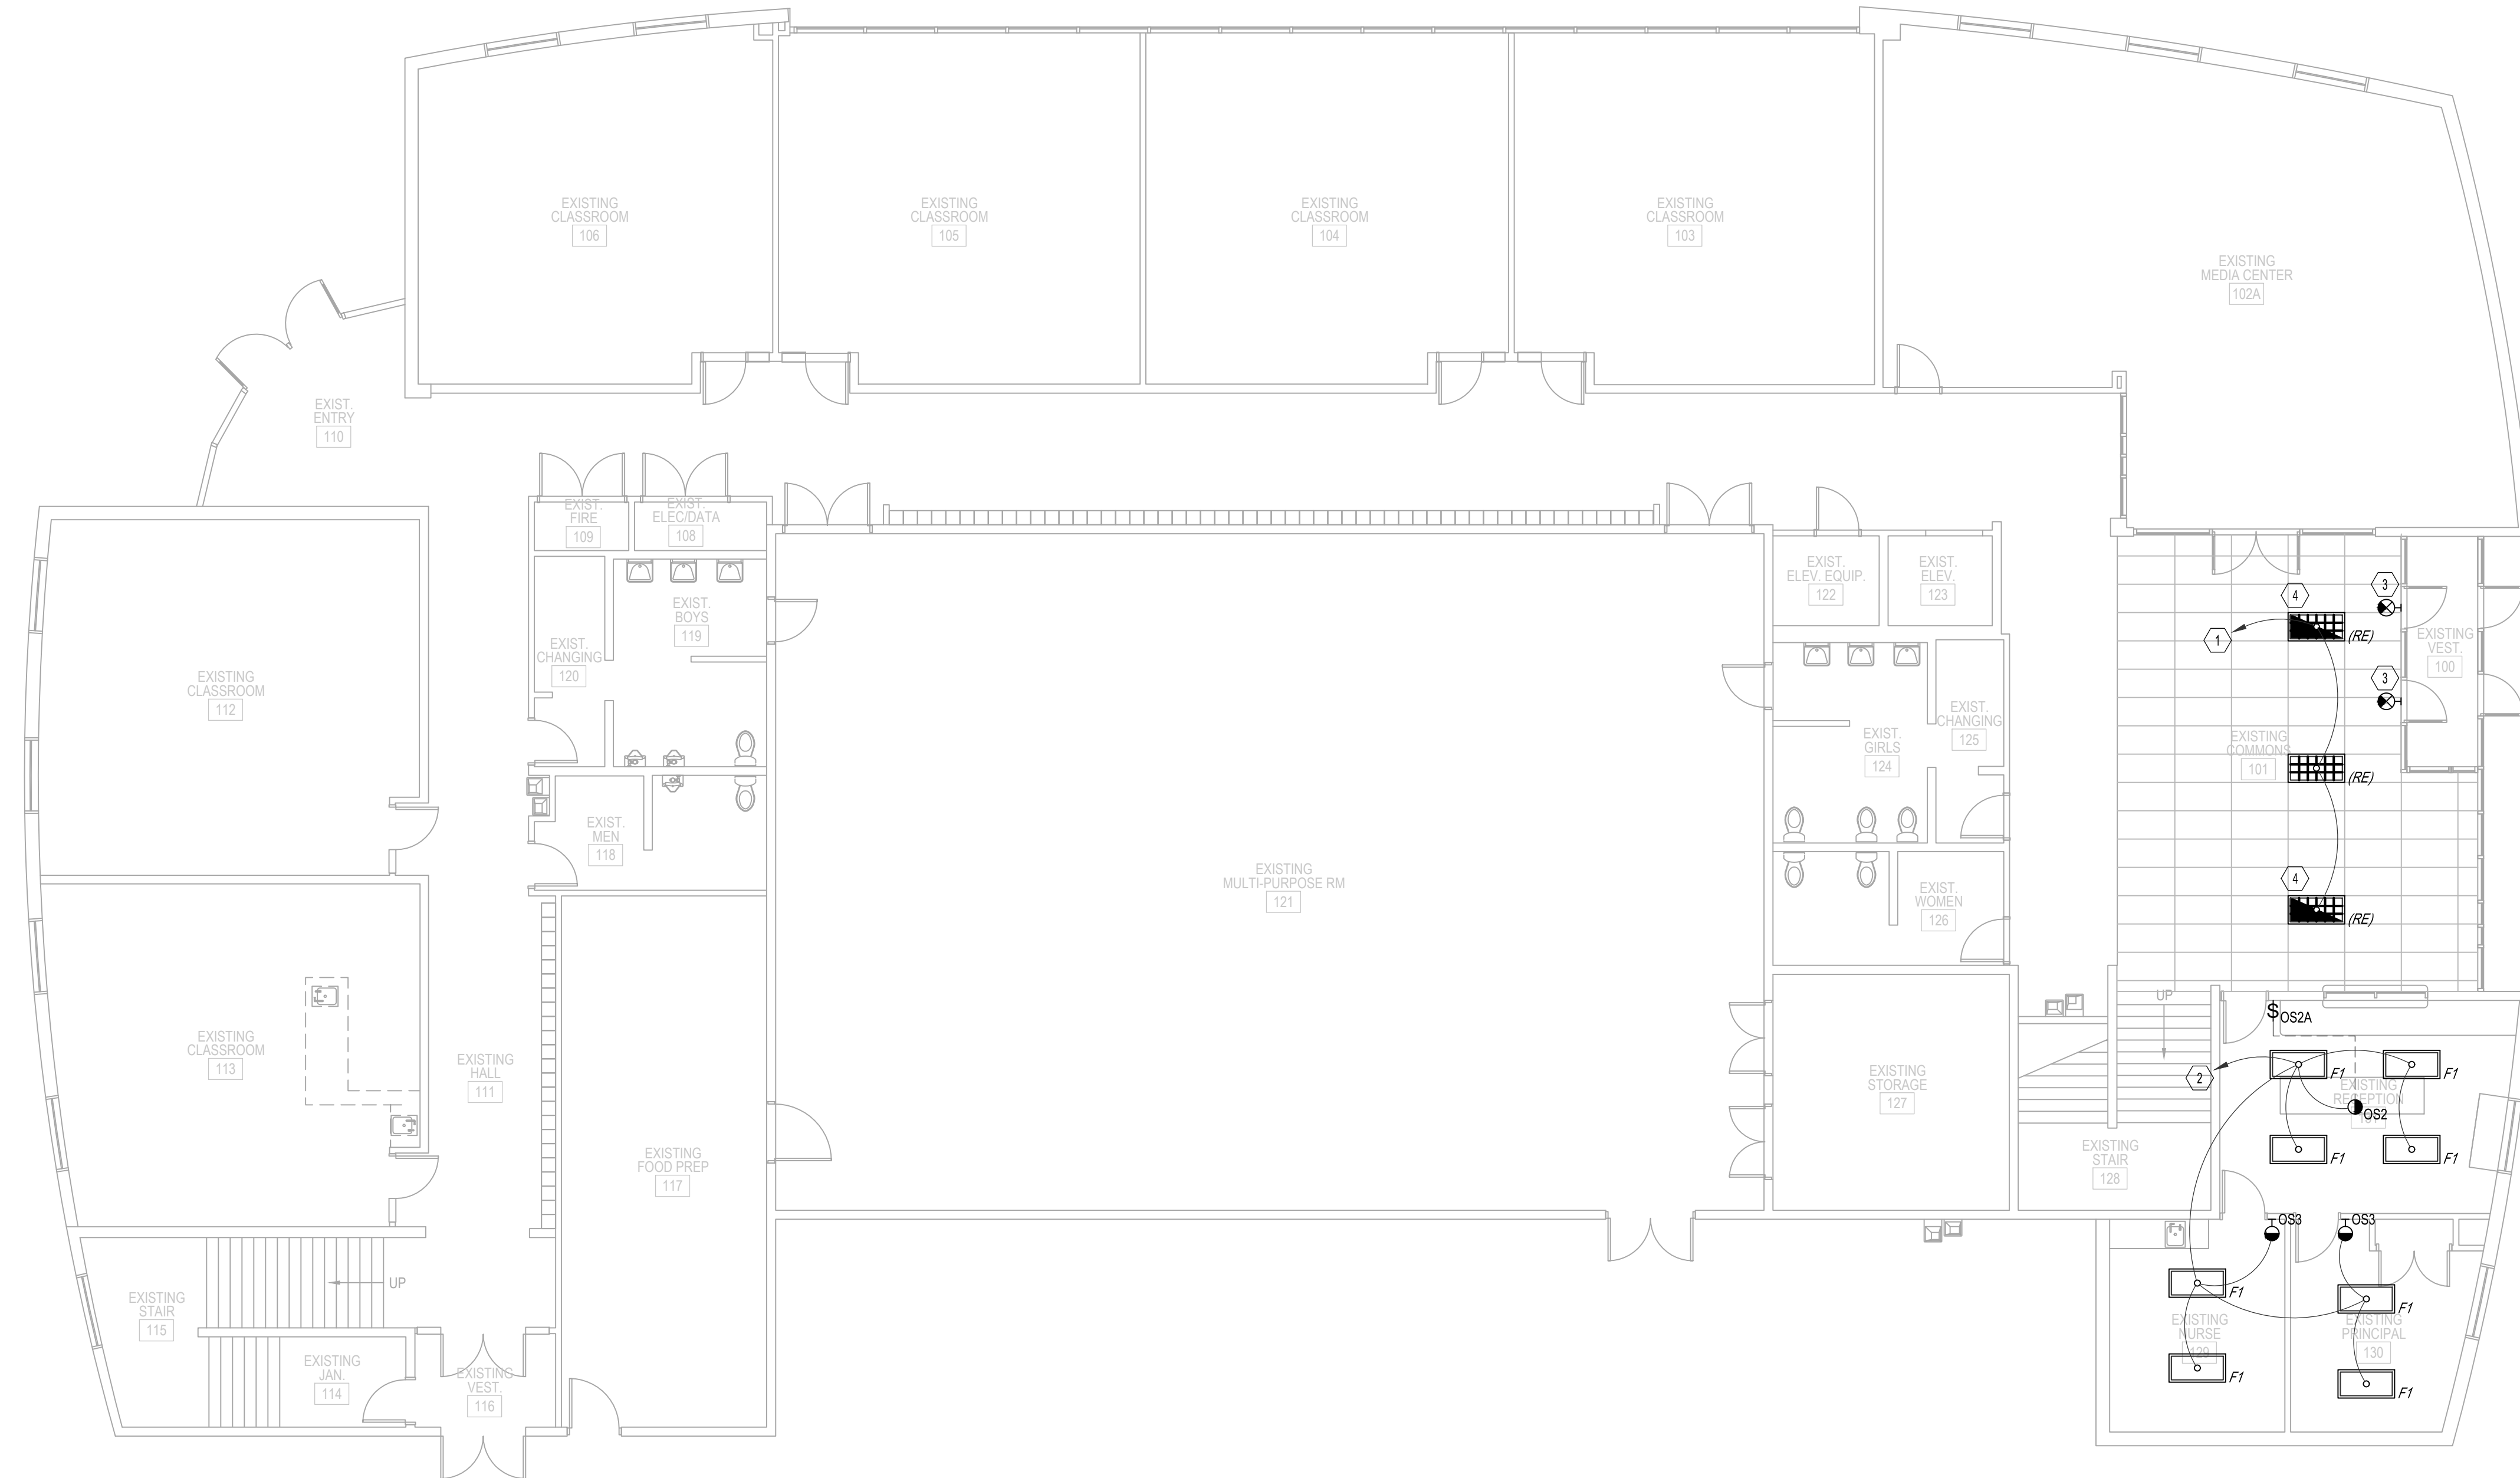 EXISTING
CLASSROOM
106
EXISTING
CLASSROOM
105
EXISTING
CLASSROOM
104
EXISTING
CLASSROOM
103
EXISTING
MEDIA CENTER
102A
EXIST.
ENTRY
110
EXIST.
FIRE
109
EXIST.
ELEC/DATA
108
EXIST.
ELEV. EQUIP.
122
EXIST.
ELEV.
123
EXIST.
BOYS
119
EXIST.
CHANGING
120
EXISTING
CLASSROOM
112
EXIST.
MEN
118
EXISTING
MULTI-PURPOSE RM
121
EXIST.
GIRLS
124
EXIST.
CHANGING
125
EXIST.
WOMEN
126
3
4
(RE)
1
EXISTING
VEST.
100
3
EXISTING
COMMONS
101
(RE)
4
(RE)
EXISTING
CLASSROOM
113
EXISTING
HALL
111
EXISTING
FOOD PREP
117
EXISTING
STORAGE
127
UP
EXISTING
STAIR
128
$
OS2A
2
F1
F1
EXISTING
RECEPTION
OS2
F1
F1
OS3
OS3
F1
F1
EXISTING
NURSE
129
EXISTING
PRINCIPAL
130
F1
F1
UP
EXISTING
STAIR
115
EXISTING
JAN.
114
EXISTING
VEST.
116